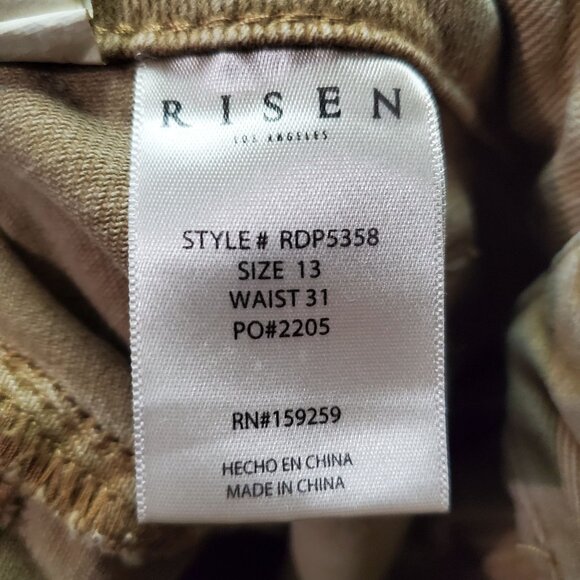 RISEN
LOS ANGELES
STYLE# RDP5358
SIZE 13
WAIST 31
PO#2205
RN#159259
HECHO EN CHINA
MADE IN CHINA